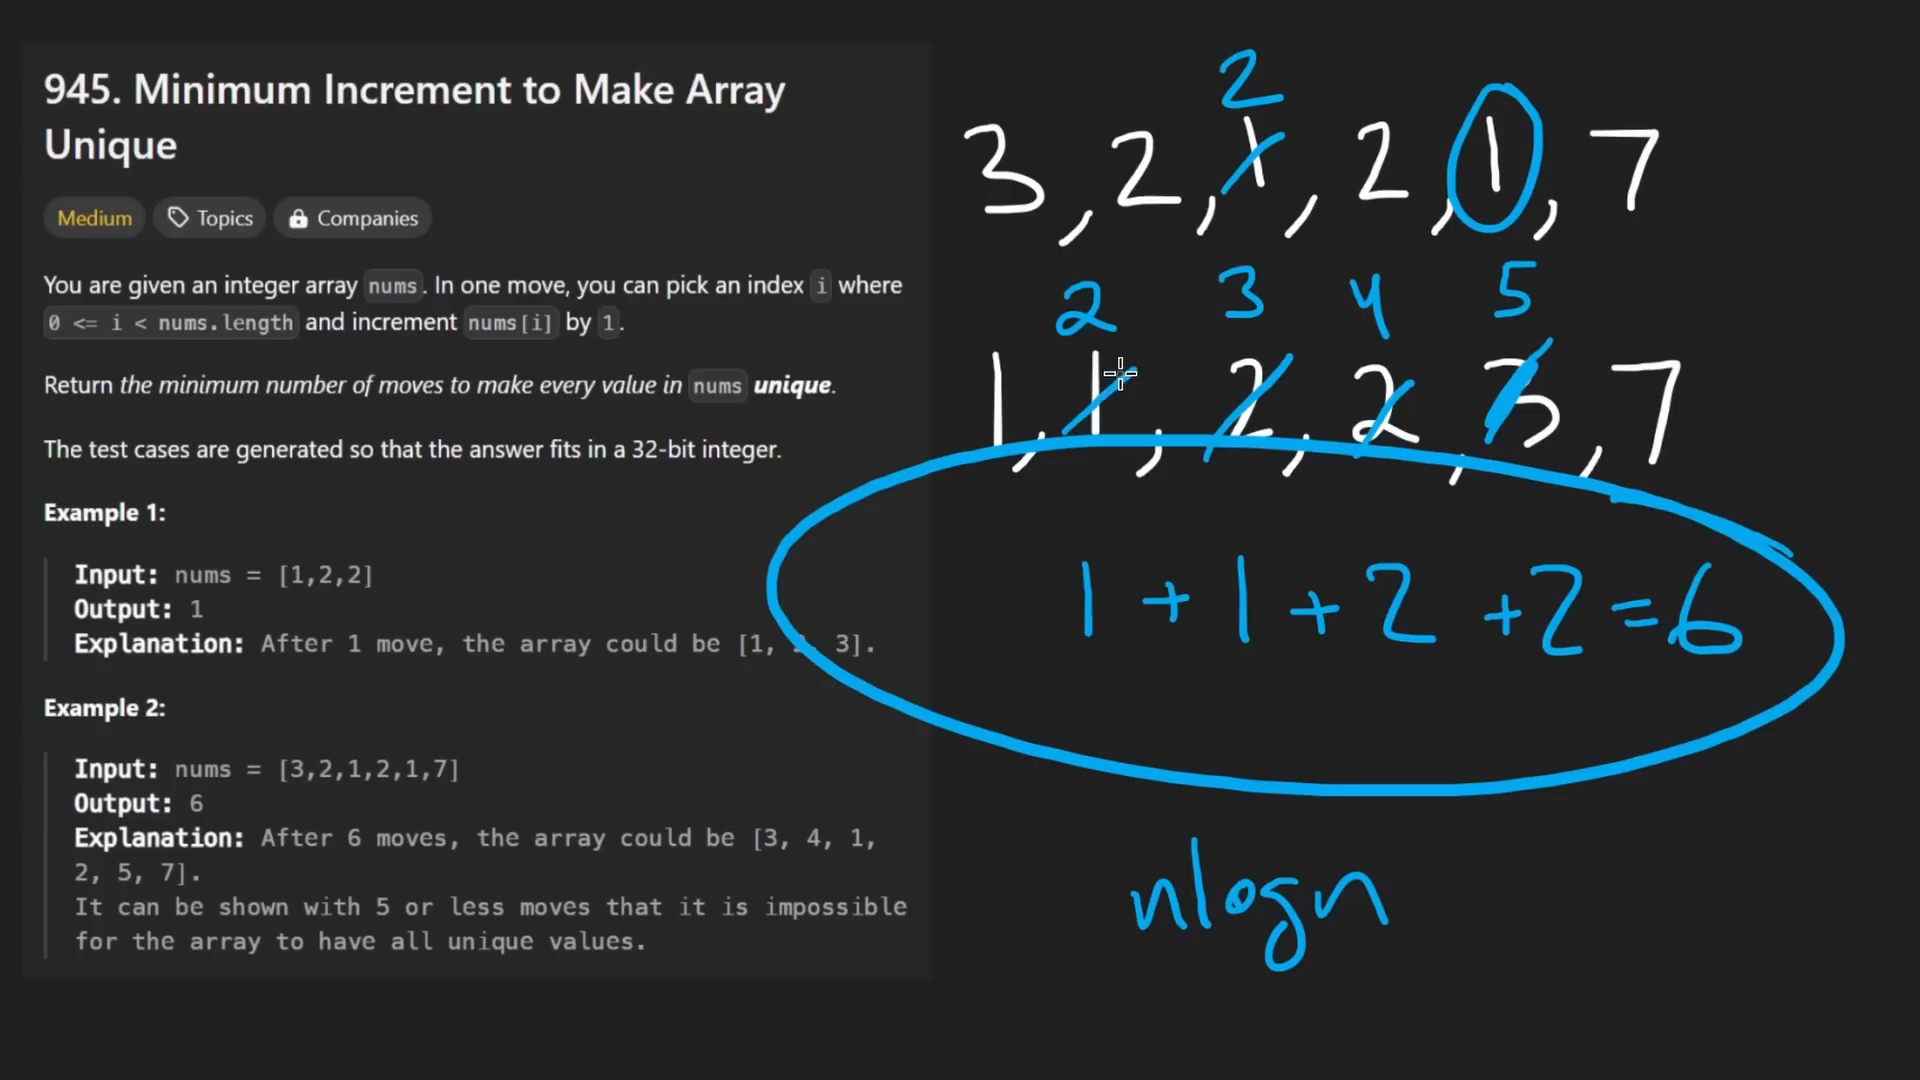 945. Minimum Increment to Make Array
Unique
Medium Topics Companies
You are given an integer array nums. In one move, you can pick an index i where
0 <= i < nums.length and increment nums[i] by 1.
Return the minimum number of moves to make every value in nums unique.
The test cases are generated so that the answer fits in a 32-bit integer.
Example 1:
Input: nums = [1,2,2]
Output: 1
Explanation: After 1 move, the array could be [1, 2, 3].
Example 2:
Input: nums = [3,2,1,2,1,7]
Output: 6
Explanation: After 6 moves, the array could be [3, 4, 1,
2, 5, 7].
It can be shown with 5 or less moves that it is impossible
for the array to have all unique values.
2
3, 2, 1, 2, 1, 7
2 3 4 5
1, 1, 2, 2, 3, 7
1 + 1 + 2 + 2 = 6
nlogn